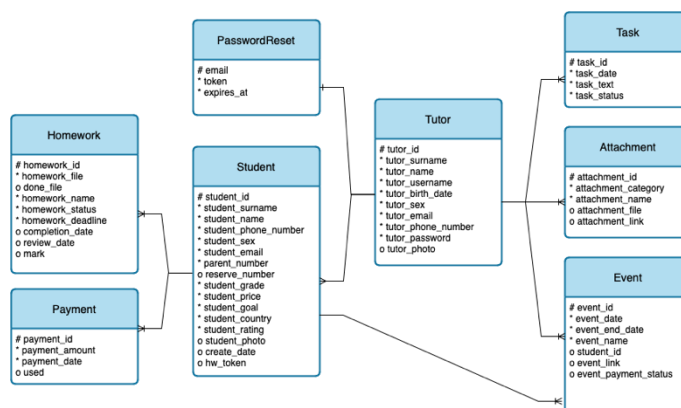 PasswordReset
# email
* token
* expires_at
Task
# task_id
* task_date
* task_text
* task_status
Homework
# homework_id
* homework_file
o done_file
* homework_name
* homework_status
* homework_deadline
o completion_date
o review_date
o mark
Student
# student_id
* student_surname
* student_name
* student_phone_number
* student_sex
* student_email
* parent_number
o reserve_number
* student_grade
* student_price
* student_goal
* student_country
* student_rating
o student_photo
o create_date
o hw_token
Tutor
# tutor_id
* tutor_surname
* tutor_name
* tutor_username
* tutor_birth_date
* tutor_sex
* tutor_email
* tutor_phone_number
* tutor_password
o tutor_photo
Attachment
# attachment_id
* attachment_category
* attachment_name
o attachment_file
o attachment_link
Payment
# payment_id
* payment_amount
* payment_date
o used
Event
# event_id
* event_date
* event_end_date
* event_name
o student_id
o event_link
o event_payment_status